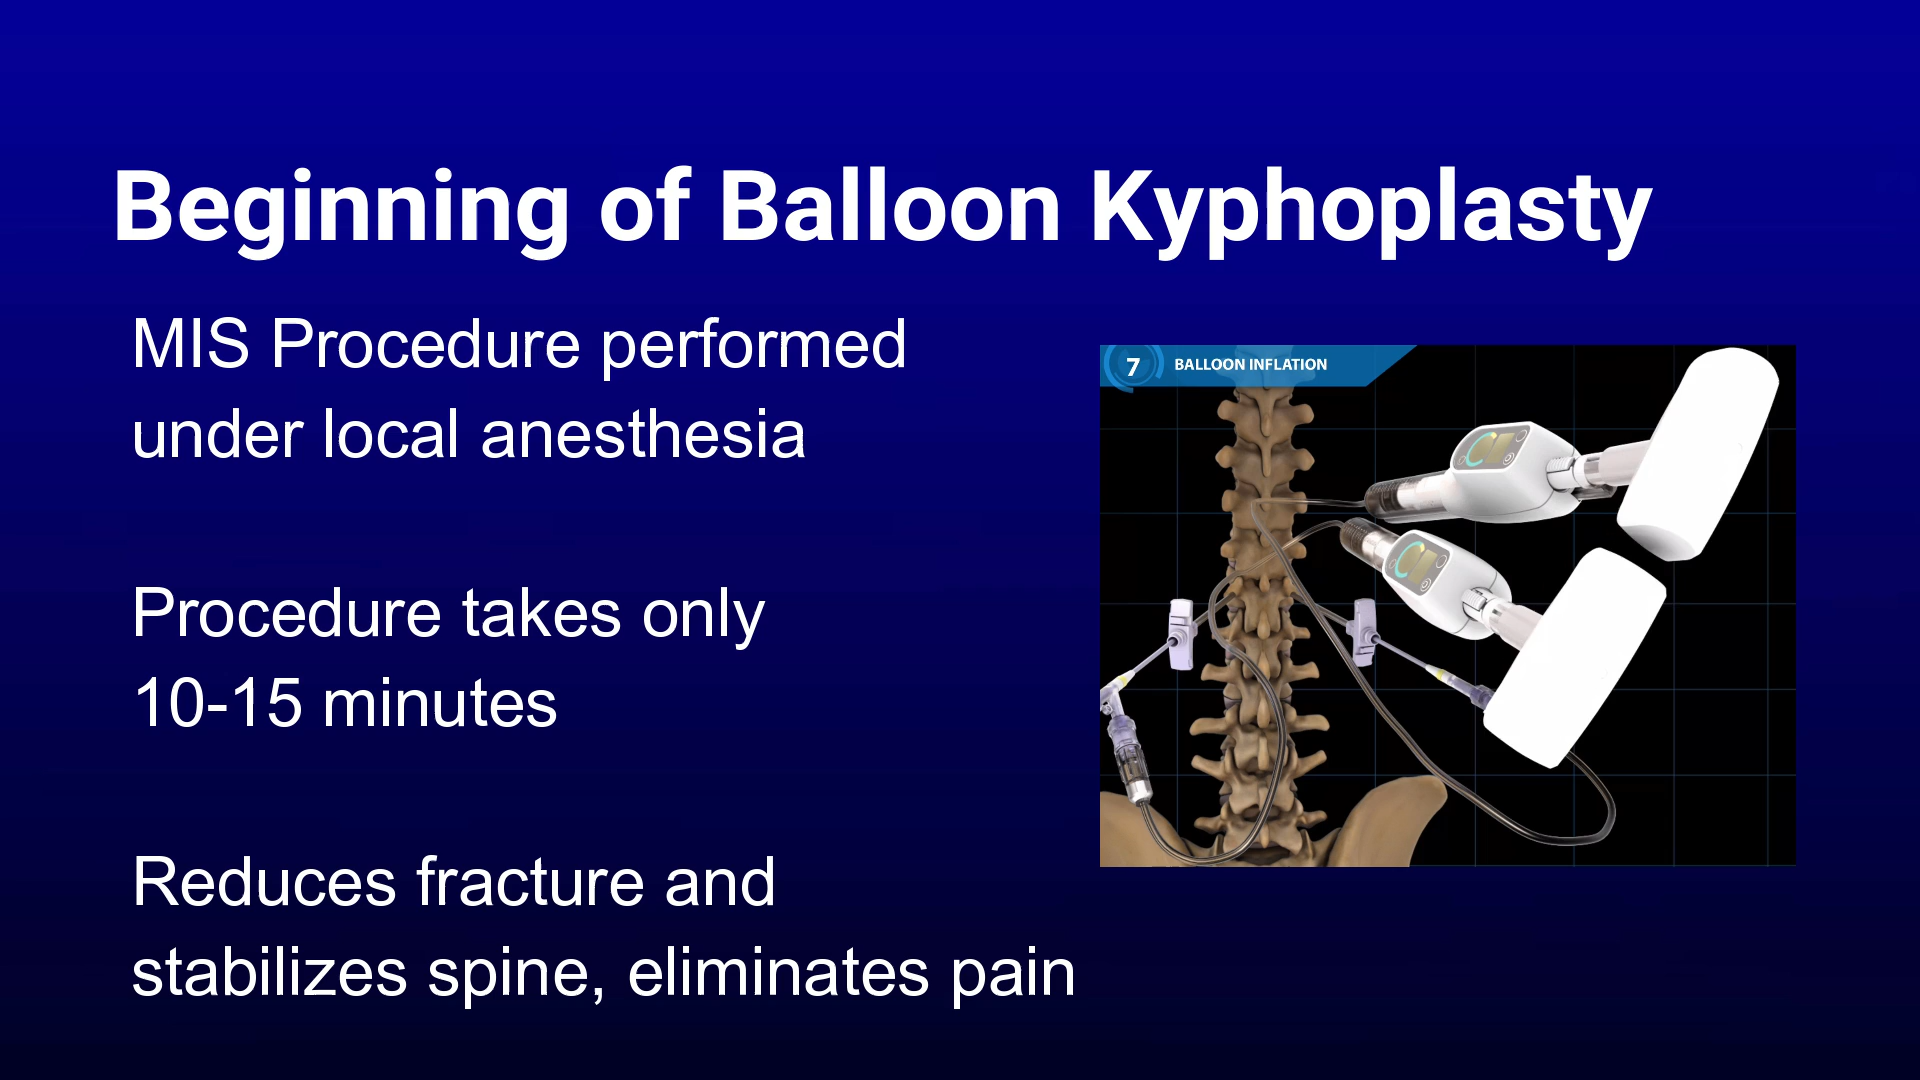 Beginning of Balloon Kyphoplasty
MIS Procedure performed
under local anesthesia
Procedure takes only
10-15 minutes
Reduces fracture and
stabilizes spine, eliminates pain
7 BALLOON INFLATION